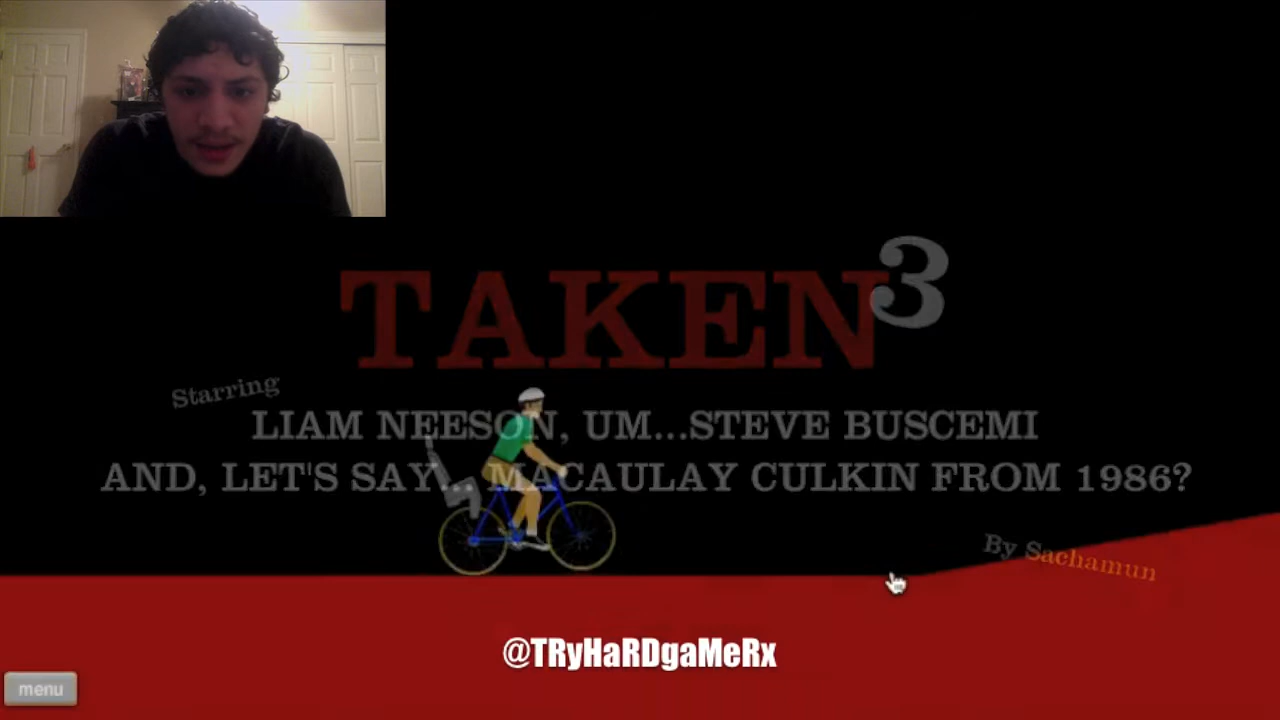 TAKEN3
Starring
LIAM NEESON, UM...STEVE BUSCEMI
AND, LET'S SAY... MACAULAY CULKIN FROM 1986?
By Sachamun
@TRyHaRDgaMeRx
menu